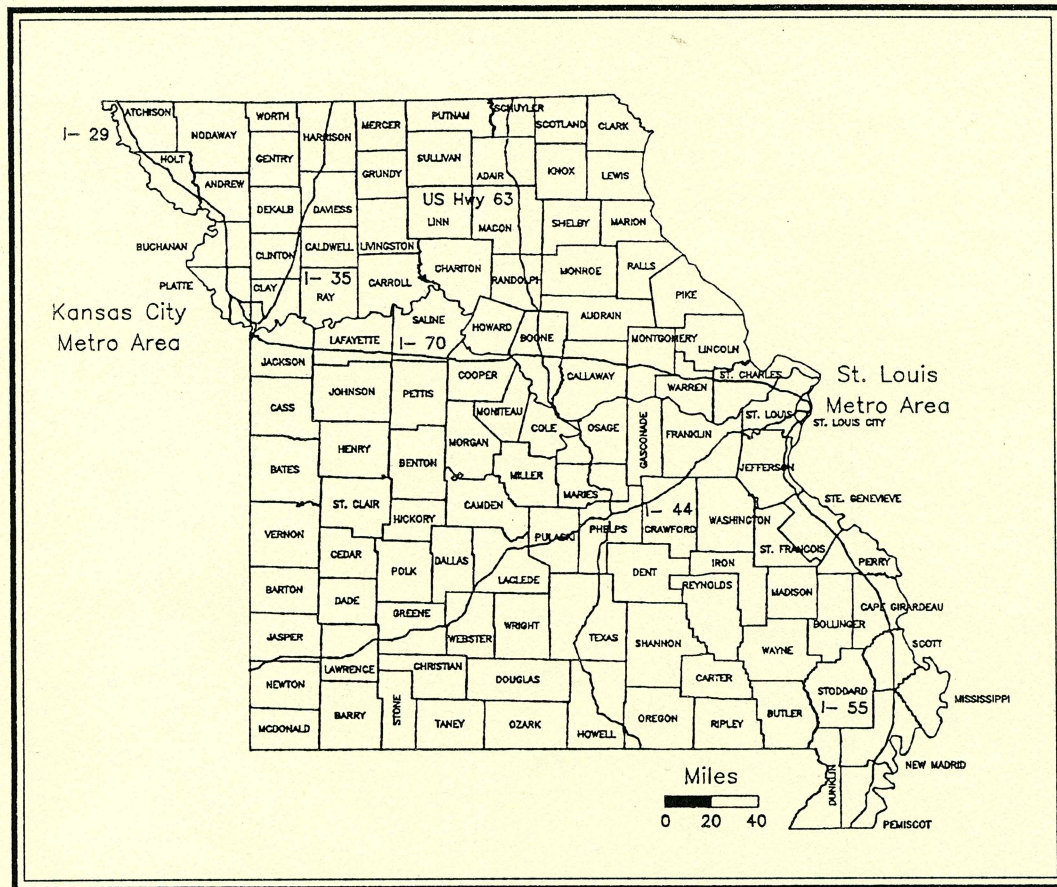 ATCHISON
NODAWAY
WORTH
HARRISON
MERCER
PUTNAM
SCHUYLER
SCOTLAND
CLARK
I- 29
HOLT
GENTRY
GRUNDY
SULLIVAN
ADAIR
KNOX
LEWIS
ANDREW
DEKALB
DAVIESS
US Hwy 63
LINN
MACON
SHELBY
MARION
BUCHANAN
CLINTON
CALDWELL
LIVINGSTON
CHARITON
RANDOLPH
MONROE
RALLS
PLATTE
CLAY
I- 35
RAY
CARROLL
PIKE
Kansas City
Metro Area
SALINE
HOWARD
BOONE
AUDRAIN
LAFAYETTE
I- 70
MONTGOMERY
LINCOLN
JACKSON
COOPER
CALLAWAY
WARREN
ST. CHARLES
St. Louis
Metro Area
CASS
JOHNSON
PETTIS
MONITEAU
COLE
OSAGE
GASCONADE
FRANKLIN
ST. LOUIS
ST. LOUIS CITY
BATES
HENRY
BENTON
MORGAN
MILLER
MARIES
JEFFERSON
ST. CLAIR
HICKORY
CAMDEN
PULASKI
PHELPS
I- 44
CRAWFORD
WASHINGTON
STE. GENEVIEVE
VERNON
CEDAR
POLK
DALLAS
LACLEDE
DENT
IRON
ST. FRANCOIS
PERRY
BARTON
DADE
GREENE
REYNOLDS
MADISON
CAPE GIRARDEAU
JASPER
WEBSTER
WRIGHT
TEXAS
SHANNON
BOLLINGER
WAYNE
SCOTT
NEWTON
LAWRENCE
CHRISTIAN
DOUGLAS
CARTER
STODDARD
MISSISSIPPI
MCDONALD
BARRY
STONE
TANEY
OZARK
HOWELL
OREGON
RIPLEY
BUTLER
I- 55
NEW MADRID
DUNKLIN
PEMISCOT
Miles
0 20 40